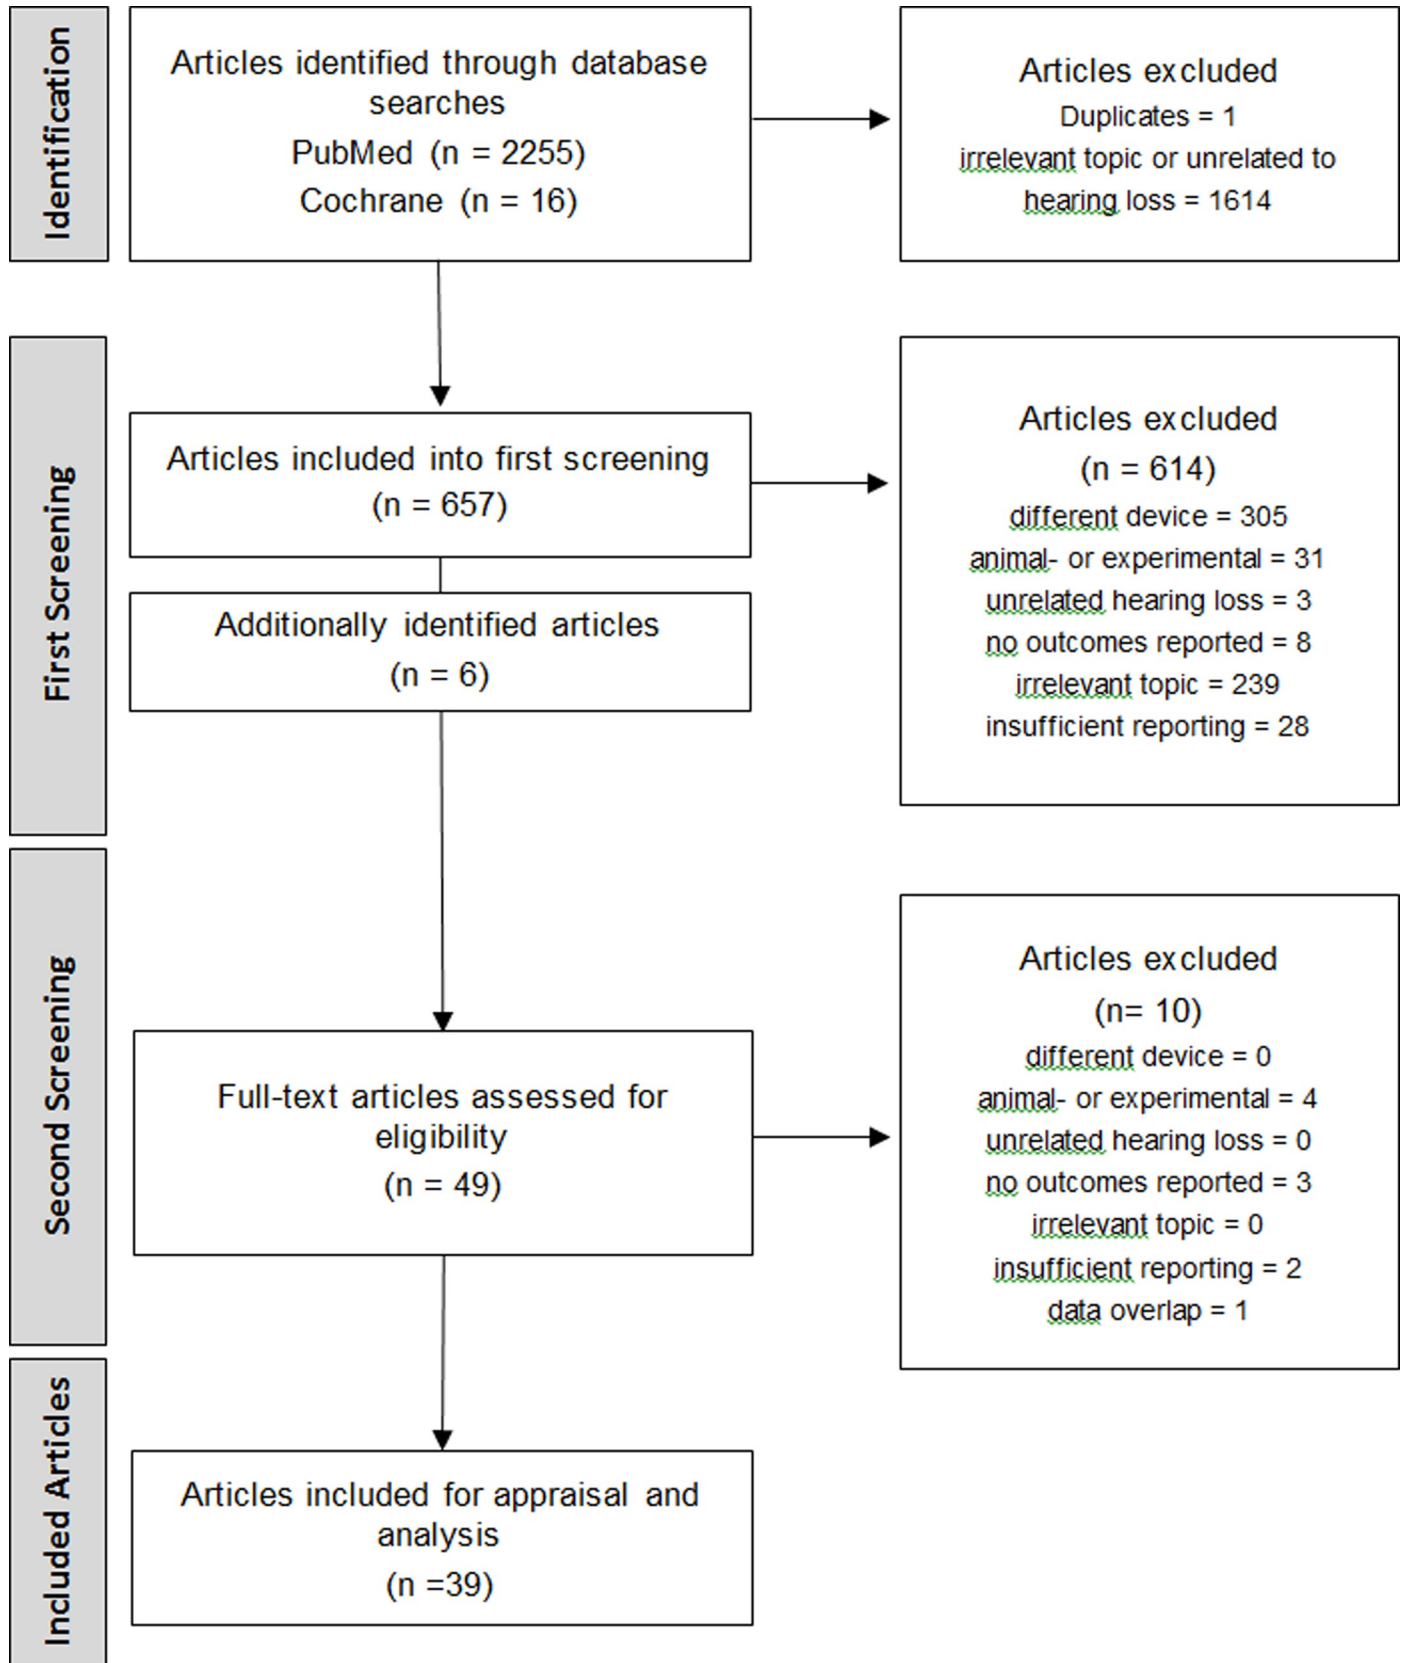 Identification
Articles identified through database
searches
PubMed (n = 2255)
Cochrane (n = 16)
Articles excluded
Duplicates = 1
irrelevant topic or unrelated to
hearing loss = 1614
First Screening
Articles included into first screening
(n = 657)
Additionally identified articles
(n = 6)
Articles excluded
(n = 614)
different device = 305
animal- or experimental = 31
unrelated hearing loss = 3
no outcomes reported = 8
irrelevant topic = 239
insufficient reporting = 28
Second Screening
Full-text articles assessed for
eligibility
(n = 49)
Articles excluded
(n= 10)
different device = 0
animal- or experimental = 4
unrelated hearing loss = 0
no outcomes reported = 3
irrelevant topic = 0
insufficient reporting = 2
data overlap = 1
Included Articles
Articles included for appraisal and
analysis
(n =39)